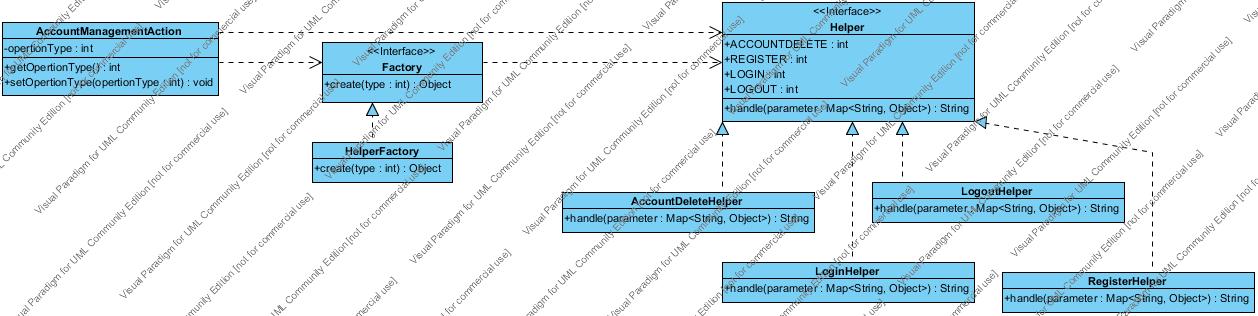 AccountManagementAction
-opertionType : int
+getOpertionType() : int
+setOpertionType(opertionType : int) : void
<<Interface>>
Factory
+create(type : int) : Object
HelperFactory
+create(type : int) : Object
<<Interface>>
Helper
+ACCOUNTDELETE : int
+REGISTER : int
+LOGIN : int
+LOGOUT : int
+handle(parameter : Map<String, Object>) : String
AccountDeleteHelper
+handle(parameter : Map<String, Object>) : String
LogoutHelper
+handle(parameter : Map<String, Object>) : String
LoginHelper
+handle(parameter : Map<String, Object>) : String
RegisterHelper
+handle(parameter : Map<String, Object>) : String
Visual Paradigm for UML Community Edition [not for commercial use]